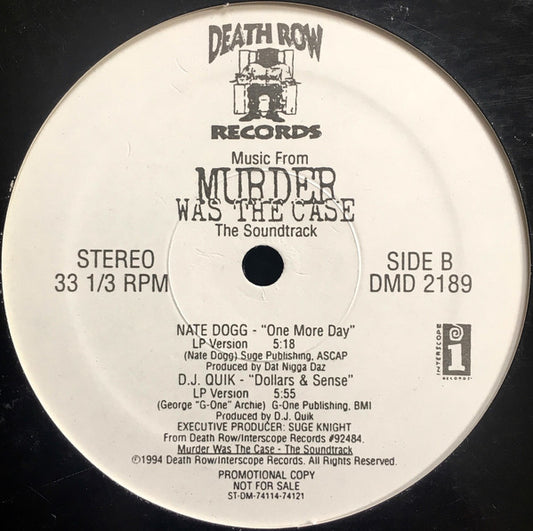 DEATH ROW
RECORDS
Music From
MURDER
WAS THE CASE
The Soundtrack
STEREO
33 1/3 RPM
SIDE B
DMD 2189
NATE DOGG - "One More Day"
LP Version 5:18
(Nate Dogg) Suge Publishing, ASCAP
Produced by Dat Nigga Daz
D.J. QUIK - "Dollars & Sense"
LP Version 5:55
(George "G-One" Archie) G-One Publishing, BMI
Produced by D.J. Quik
EXECUTIVE PRODUCER: SUGE KNIGHT
From Death Row/Interscope Records #92484.
Murder Was The Case - The Soundtrack
©1994 Death Row/Interscope Records. All Rights Reserved.
PROMOTIONAL COPY
NOT FOR SALE
ST-DM-74114-74121
INTERSCOPE
i
RECORDS